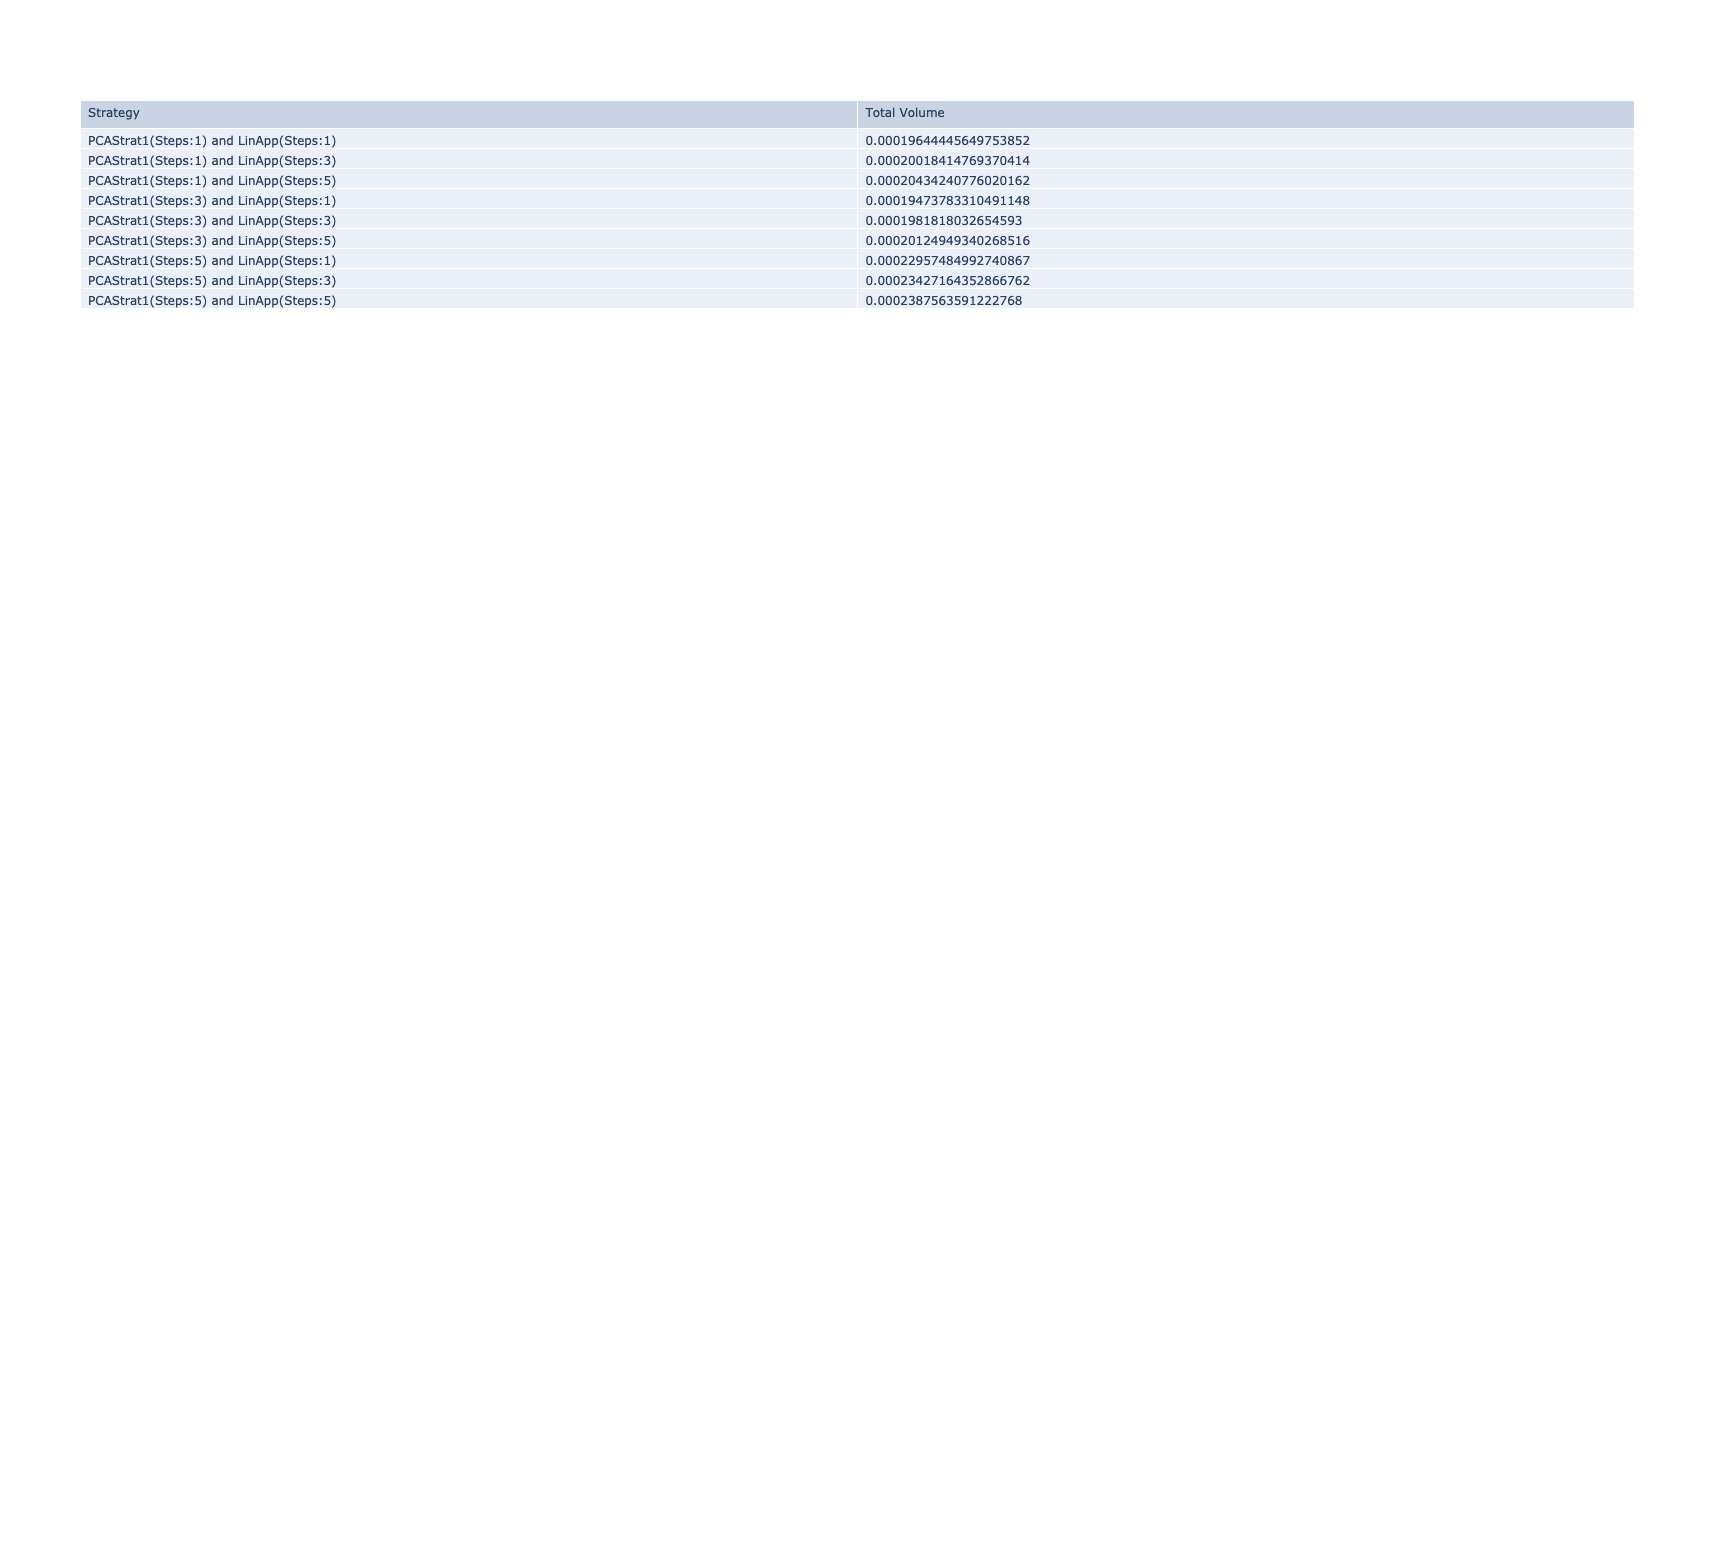 Strategy Total Volume
PCAStrat1(Steps:1) and LinApp(Steps:1) 0.00019644445649753852
PCAStrat1(Steps:1) and LinApp(Steps:3) 0.00020018414769370414
PCAStrat1(Steps:1) and LinApp(Steps:5) 0.00020434240776020162
PCAStrat1(Steps:3) and LinApp(Steps:1) 0.00019473783310491148
PCAStrat1(Steps:3) and LinApp(Steps:3) 0.0001981818032654593
PCAStrat1(Steps:3) and LinApp(Steps:5) 0.00020124949340268516
PCAStrat1(Steps:5) and LinApp(Steps:1) 0.00022957484992740867
PCAStrat1(Steps:5) and LinApp(Steps:3) 0.00023427164352866762
PCAStrat1(Steps:5) and LinApp(Steps:5) 0.0002387563591222768